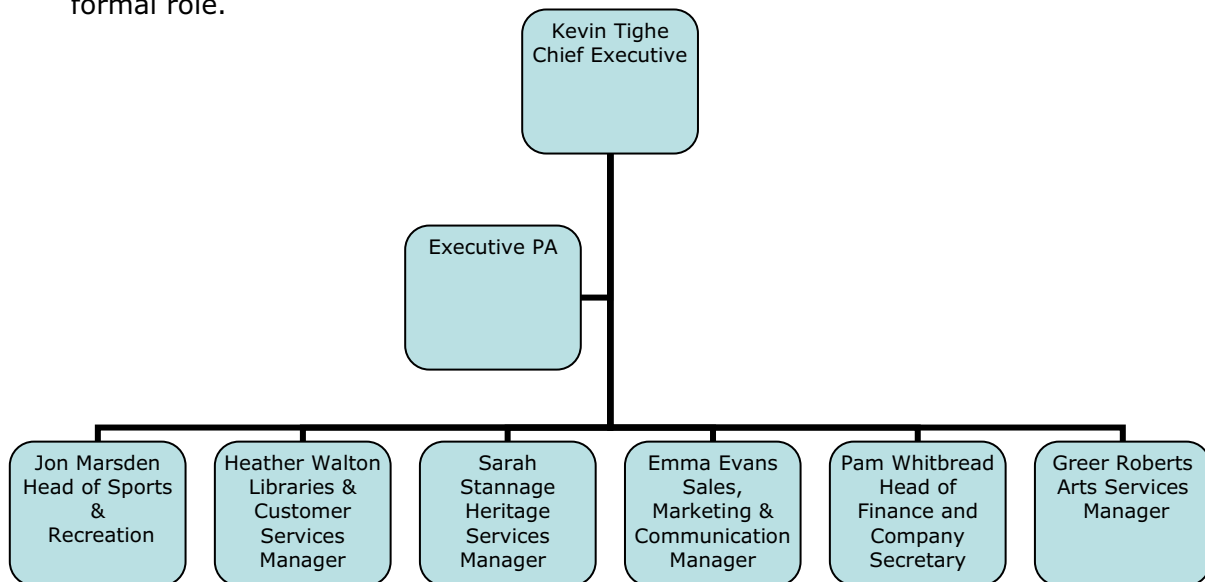 formal role.
Kevin Tighe
Chief Executive
Executive PA
Jon Marsden
Head of Sports
&
Recreation
Heather Walton
Libraries &
Customer
Services
Manager
Sarah
Stannage
Heritage
Services
Manager
Emma Evans
Sales,
Marketing &
Communication
Manager
Pam Whitbread
Head of
Finance and
Company
Secretary
Greer Roberts
Arts Services
Manager